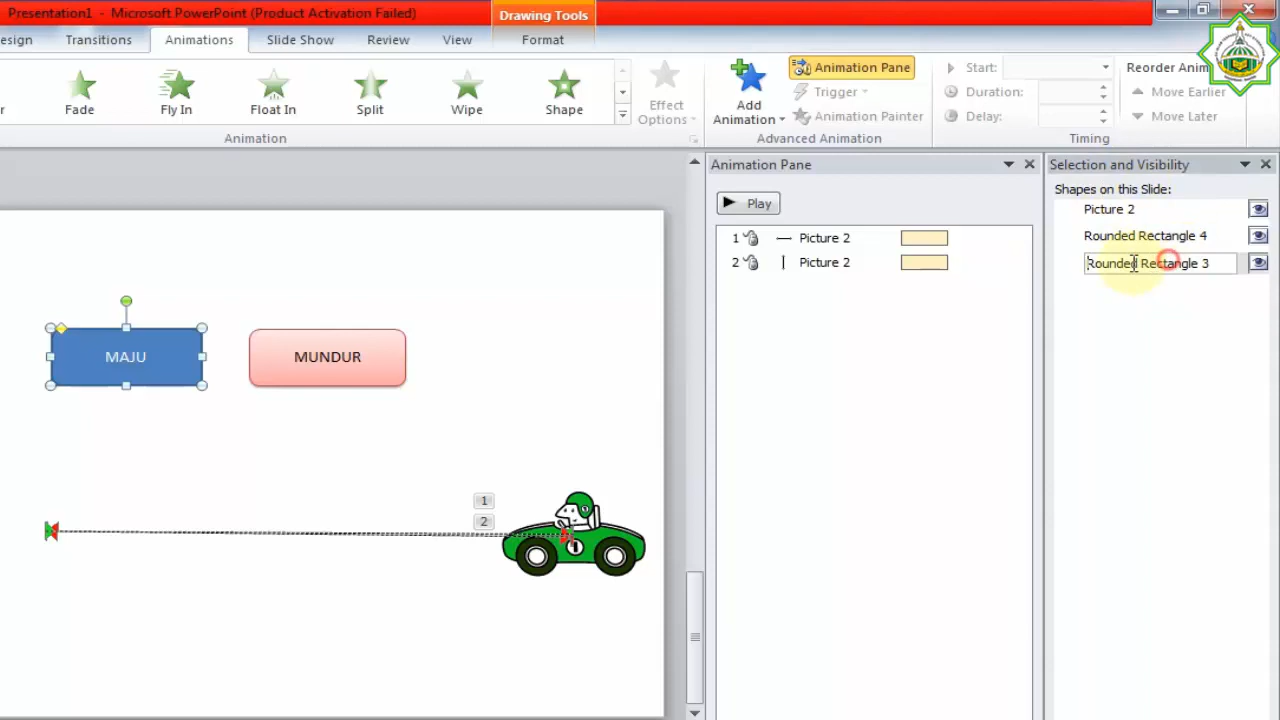 Presentation1 - Microsoft PowerPoint (Product Activation Failed)
Drawing Tools
esign
Transitions
Animations
Slide Show
Review
View
Format
r
Fade
Fly In
Float In
Split
Wipe
Shape
Effect
Options
Add
Animation
Animation Pane
Trigger
Animation Painter
Start:
Duration:
Delay:
Reorder Anim
Move Earlier
Move Later
Animation
Advanced Animation
Timing
Animation Pane
Play
1 Picture 2
2 Picture 2
Selection and Visibility
Shapes on this Slide:
Picture 2
Rounded Rectangle 4
Rounded Rectangle 3
MAJU
MUNDUR
1
2
1